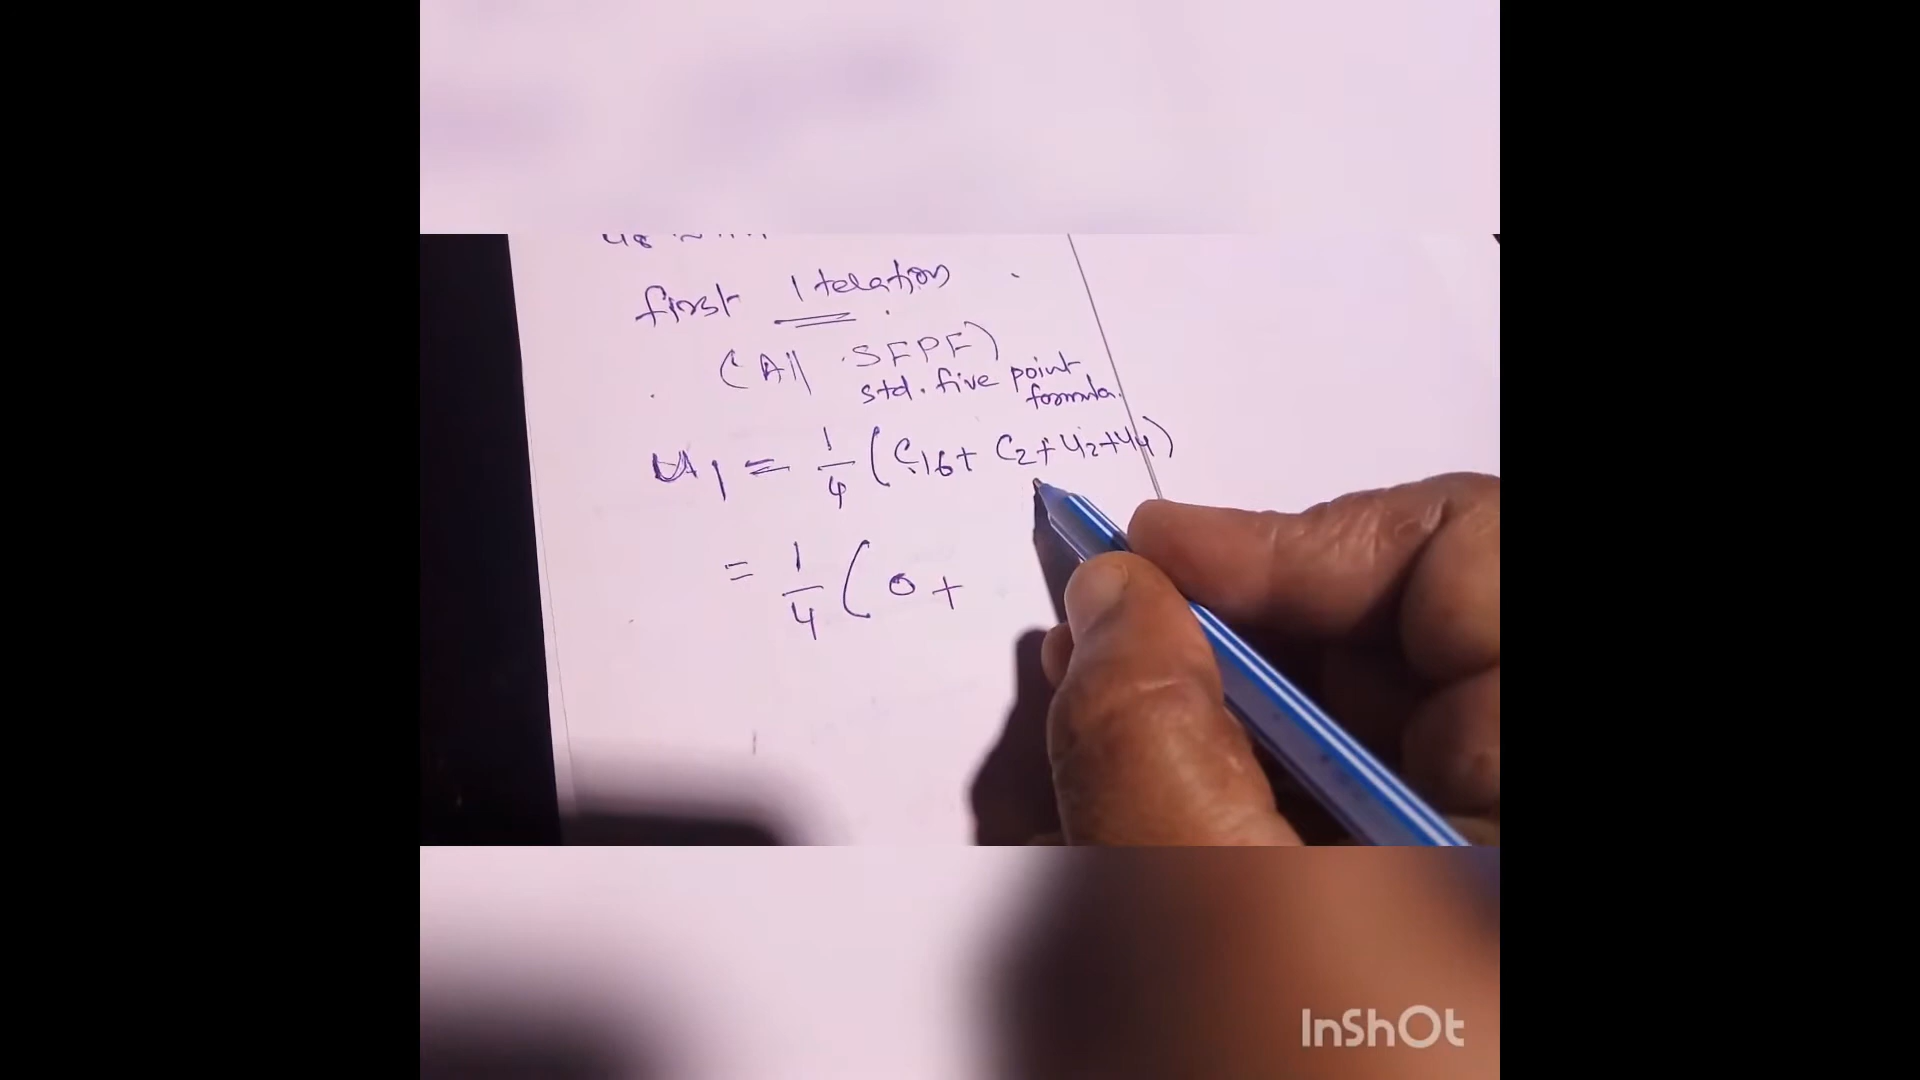 first Iteration
(All SFPF)
std. five point
formula.
u1 = 1/4 (C16 + C2 + u2 + u4)
= 1/4 ( 0 +
InShOt